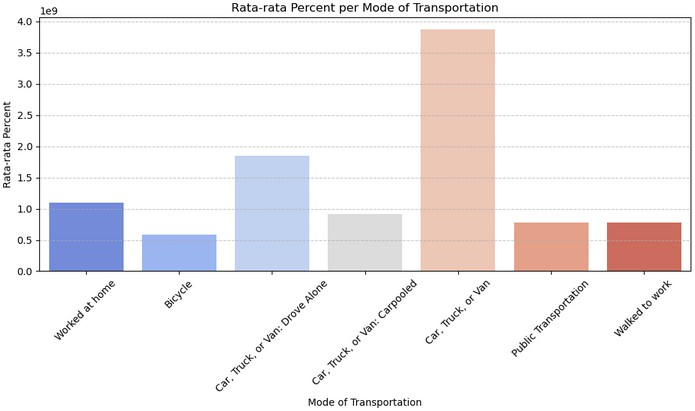 Rata-rata Percent per Mode of Transportation
1e9
4.0
3.5
3.0
2.5
2.0
1.5
1.0
0.5
0.0
Rata-rata Percent
Worked at home
Bicycle
Car, Truck, or Van: Drove Alone
Car, Truck, or Van: Carpooled
Car, Truck, or Van
Public Transportation
Walked to work
Mode of Transportation